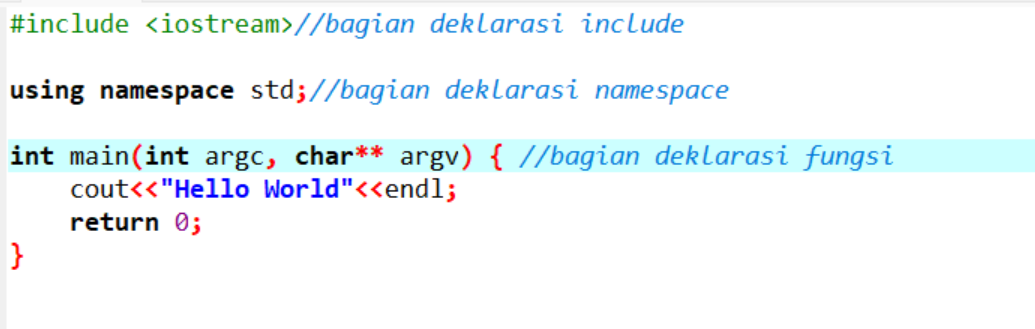 #include <iostream>//bagian deklarasi include
using namespace std;//bagian deklarasi namespace
int main(int argc, char** argv) { //bagian deklarasi fungsi
    cout<<"Hello World"<<endl;
    return 0;
}